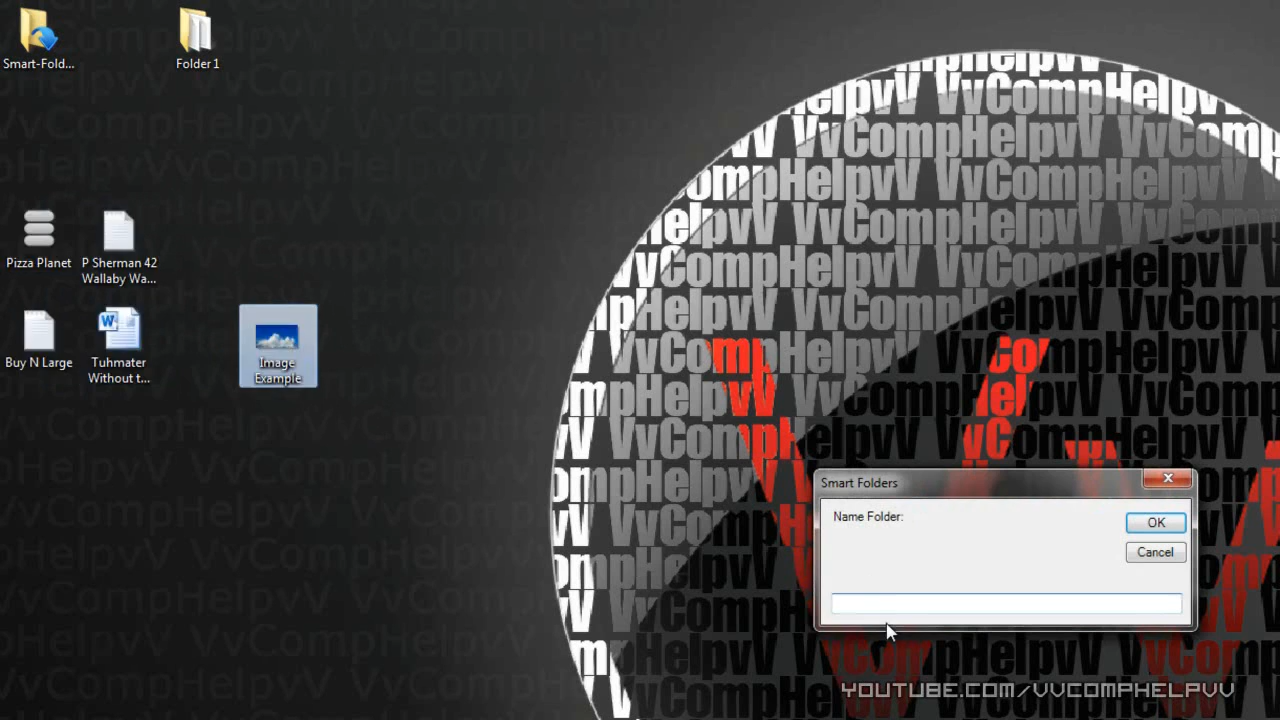 Smart-Fold...
Folder 1
Pizza Planet
P Sherman 42
Wallaby Wa...
Buy N Large
Tuhmater
Without t...
Image
Example
Smart Folders
Name Folder:
OK
Cancel
YOUTUBE.COM/VVCOMPHELPVV